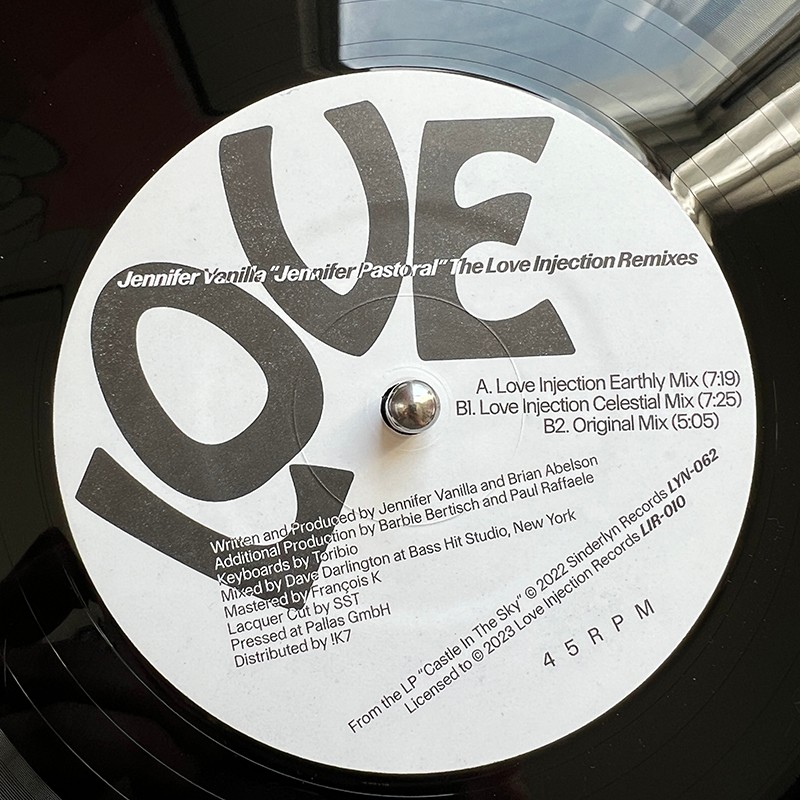 LOVE
Jennifer Vanilla "Jennifer Pastoral" The Love Injection Remixes
A. Love Injection Earthly Mix (7:19)
B1. Love Injection Celestial Mix (7:25)
B2. Original Mix (5:05)
Written and Produced by Jennifer Vanilla and Brian Abelson
Additional Production by Barbie Bertisch and Paul Raffaele
Keyboards by Toribio
Mixed by Dave Darlington at Bass Hit Studio, New York
Mastered by François K
Lacquer Cut by SST
Pressed at Pallas GmbH
Distributed by !K7
From the LP "Castle In The Sky" © 2022 Sinderlyn Records LYN-062
Licensed to © 2023 Love Injection Records LIR-010
45RPM